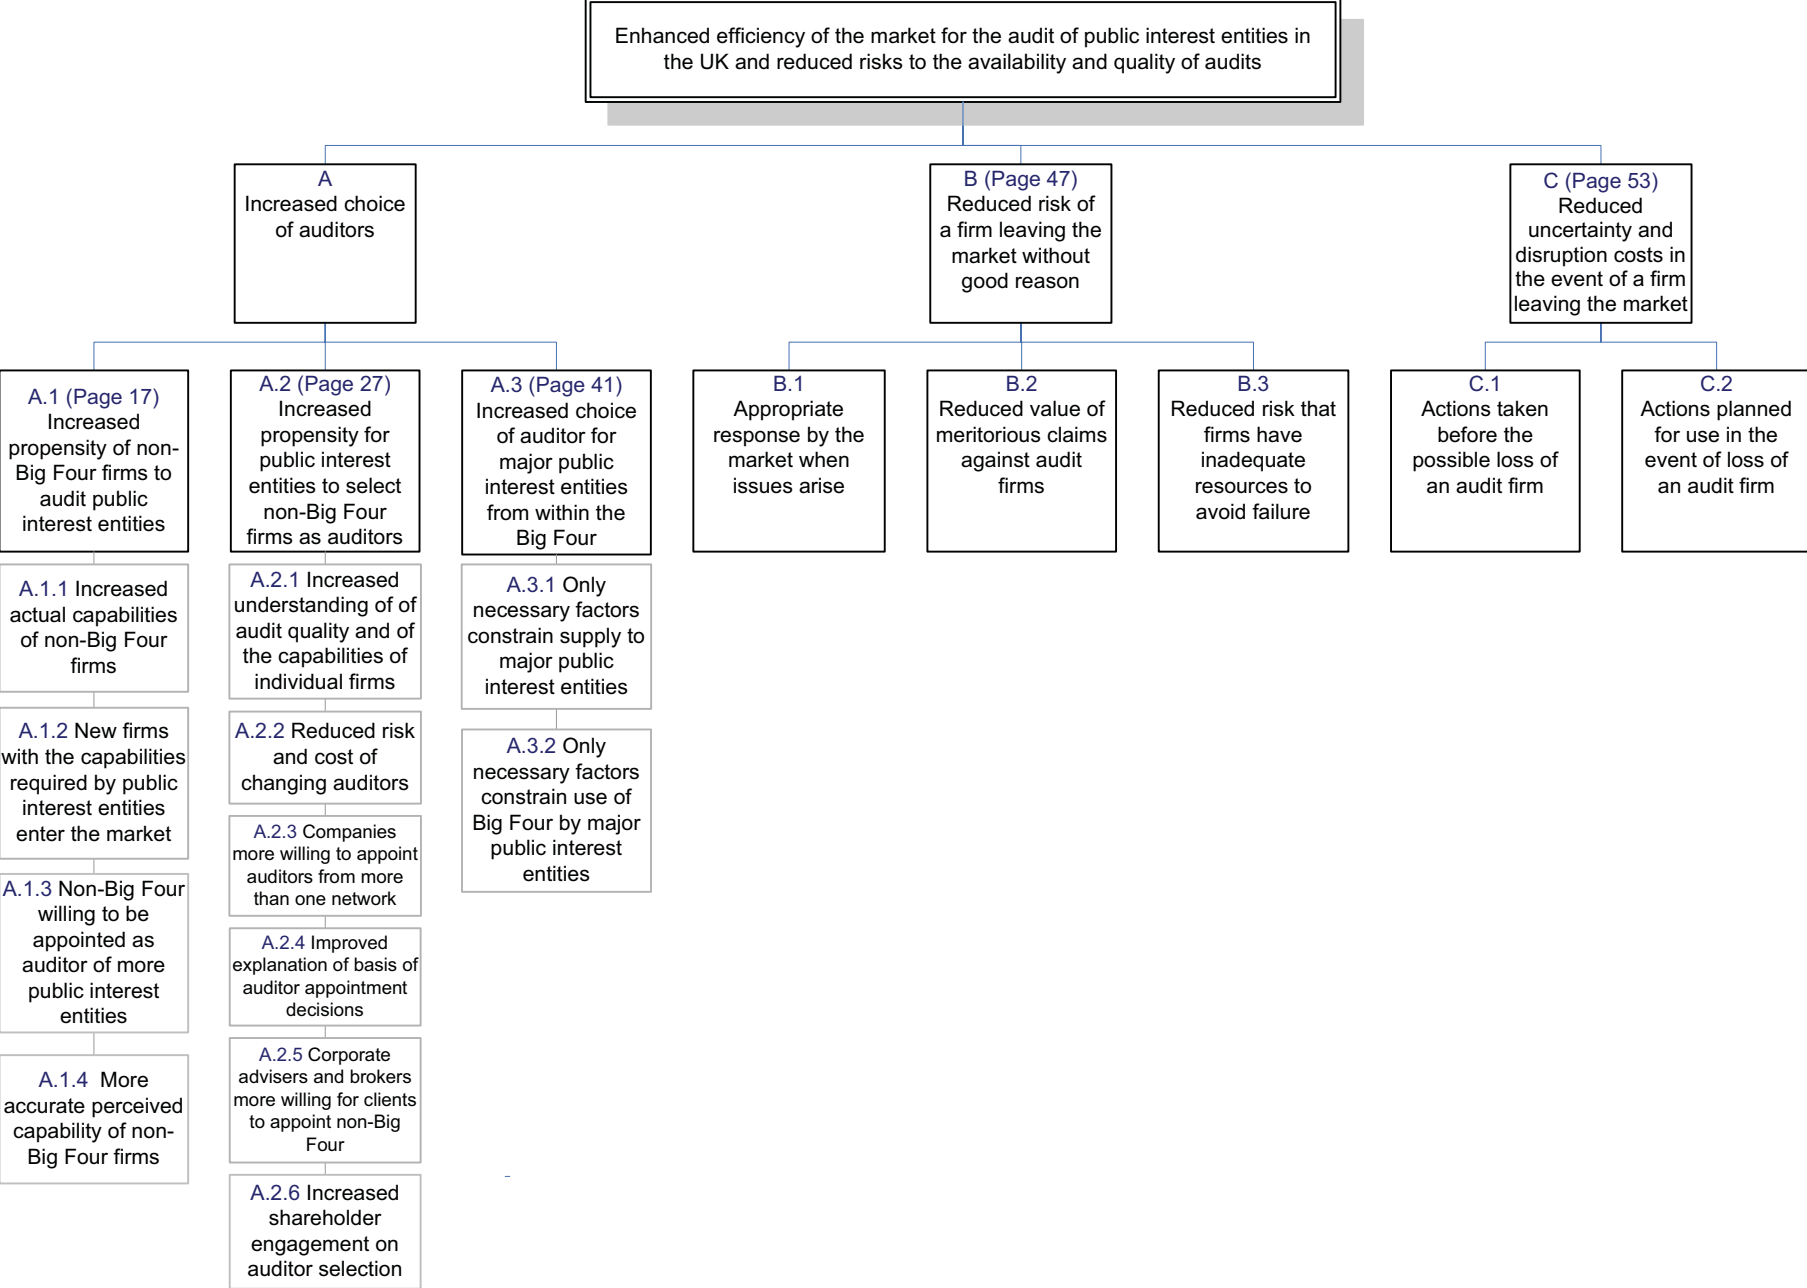 Enhanced efficiency of the market for the audit of public interest entities in
the UK and reduced risks to the availability and quality of audits
A
Increased choice
of auditors
B (Page 47)
Reduced risk of
a firm leaving the
market without
good reason
C (Page 53)
Reduced
uncertainty and
disruption costs in
the event of a firm
leaving the market
A.1 (Page 17)
Increased
propensity of non-
Big Four firms to
audit public
interest entities
A.2 (Page 27)
Increased
propensity for
public interest
entities to select
non-Big Four
firms as auditors
A.3 (Page 41)
Increased choice
of auditor for
major public
interest entities
from within the
Big Four
B.1
Appropriate
response by the
market when
issues arise
B.2
Reduced value of
meritorious claims
against audit
firms
B.3
Reduced risk that
firms have
inadequate
resources to
avoid failure
C.1
Actions taken
before the
possible loss of
an audit firm
C.2
Actions planned
for use in the
event of loss of
an audit firm
A.1.1 Increased
actual capabilities
of non-Big Four
firms
A.1.2 New firms
with the capabilities
required by public
interest entities
enter the market
A.1.3 Non-Big Four
willing to be
appointed as
auditor of more
public interest
entities
A.1.4 More
accurate perceived
capability of non-
Big Four firms
A.2.1 Increased
understanding of of
audit quality and of
the capabilities of
individual firms
A.2.2 Reduced risk
and cost of
changing auditors
A.2.3 Companies
more willing to appoint
auditors from more
than one network
A.2.4 Improved
explanation of basis of
auditor appointment
decisions
A.2.5 Corporate
advisers and brokers
more willing for clients
to appoint non-Big
Four
A.2.6 Increased
shareholder
engagement on
auditor selection
A.3.1 Only
necessary factors
constrain supply to
major public
interest entities
A.3.2 Only
necessary factors
constrain use of
Big Four by major
public interest
entities